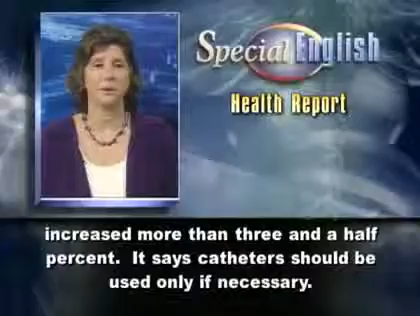 Special English
Health Report
increased more than three and a half
percent. It says catheters should be
used only if necessary.